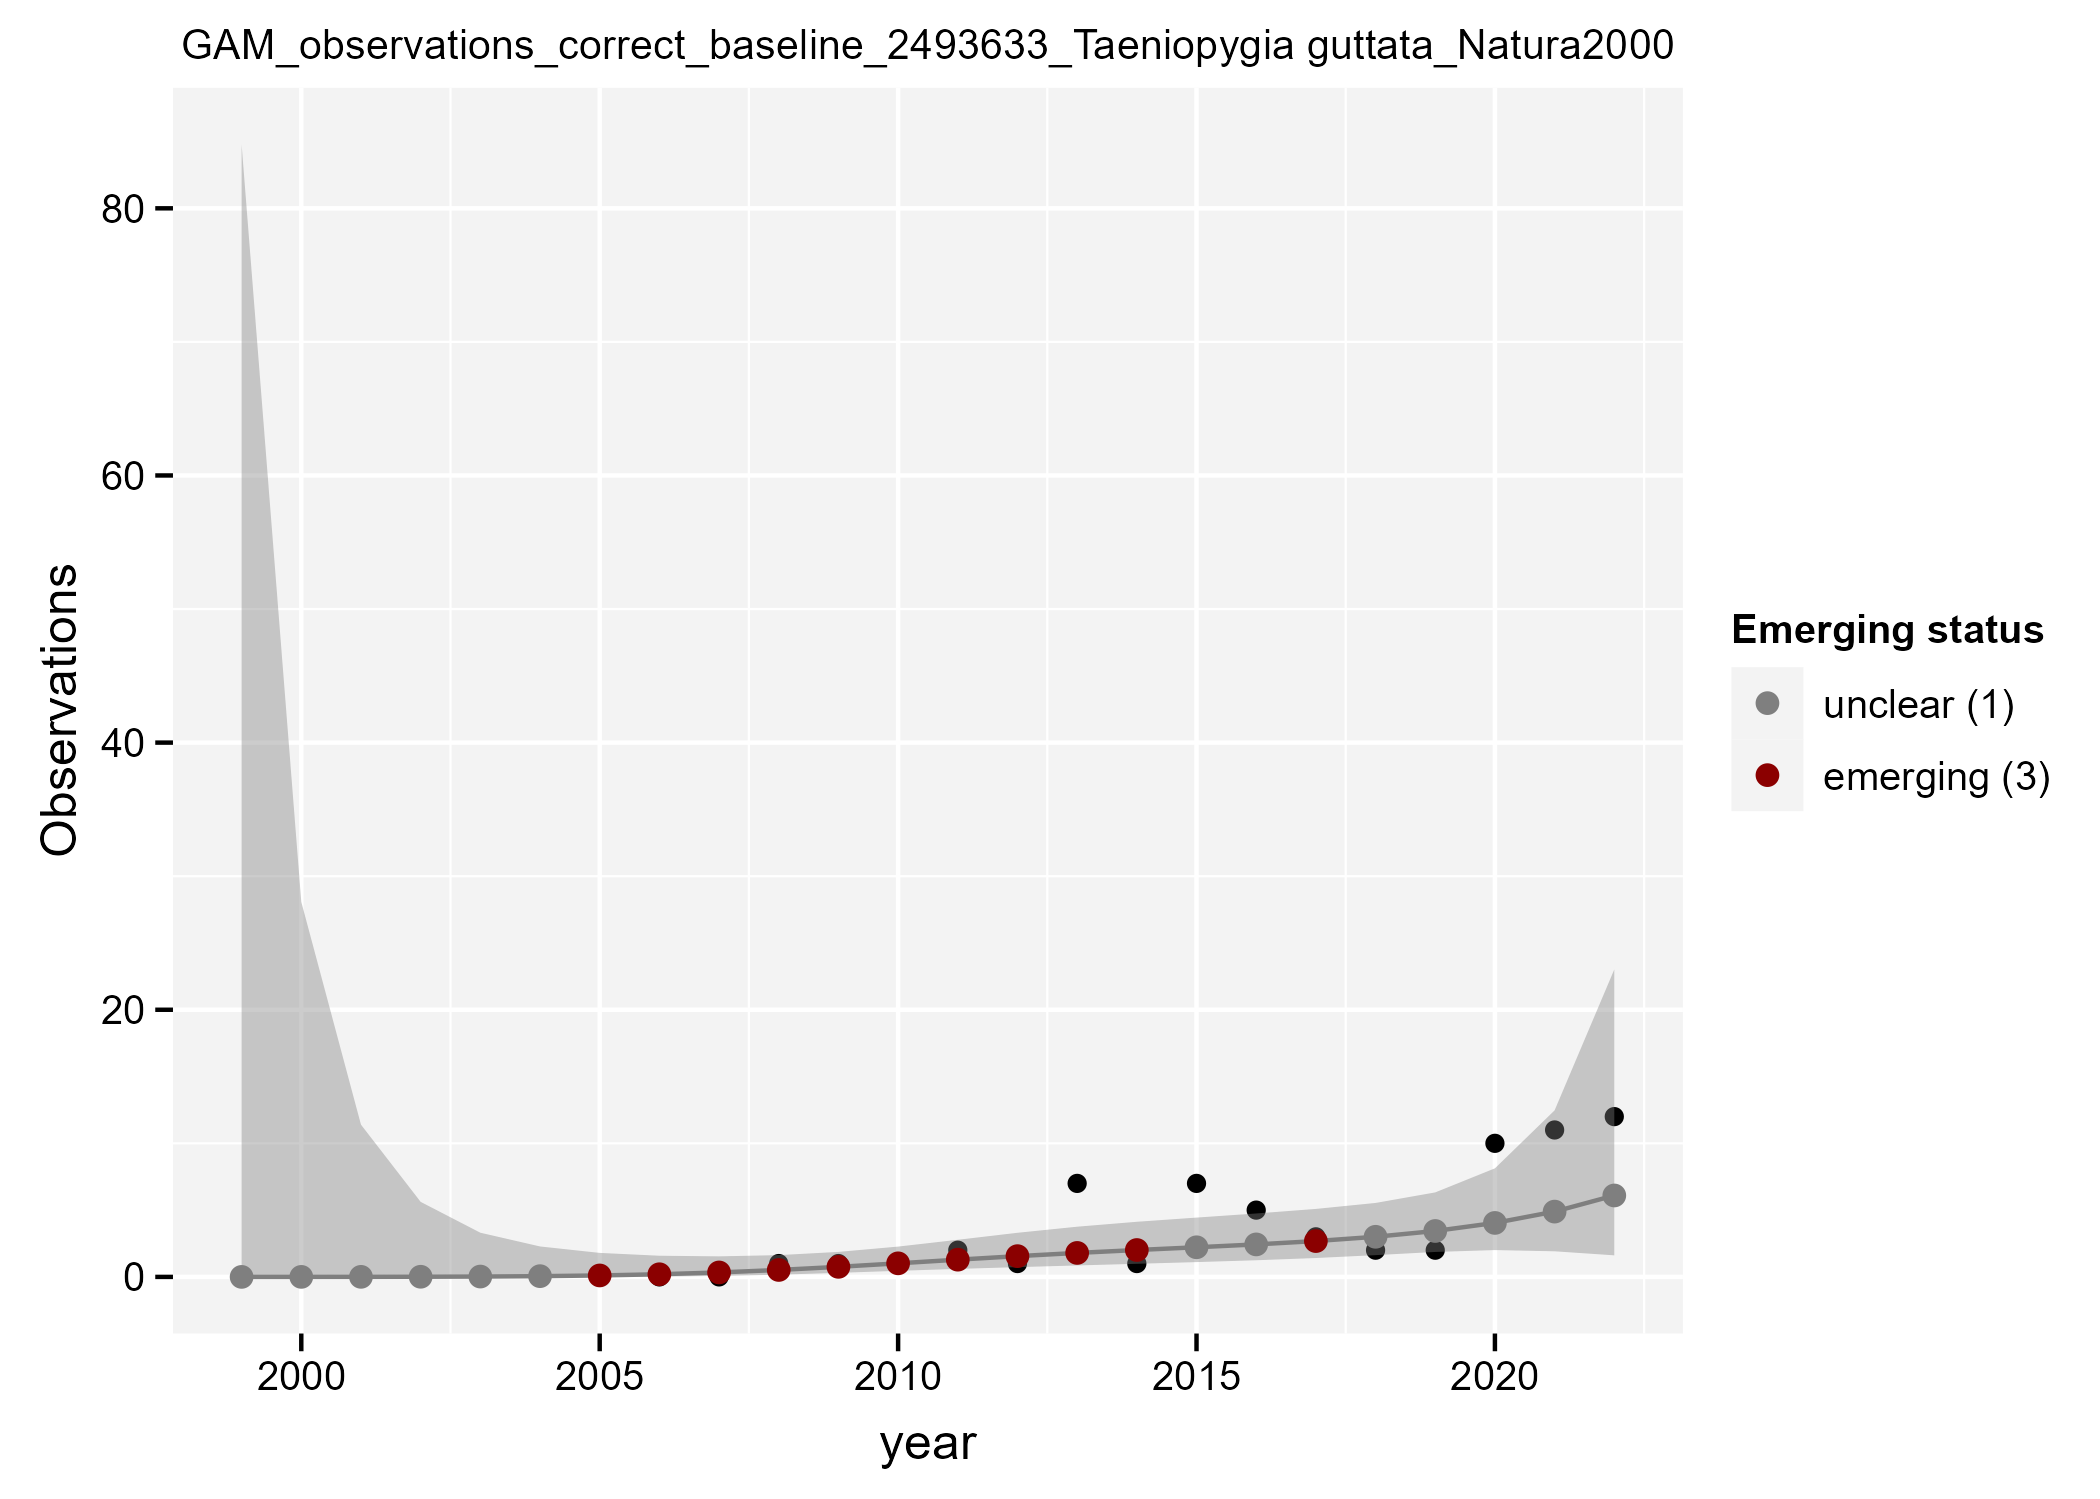 GAM_observations_correct_baseline_2493633_Taeniopygia guttata_Natura2000
80
60
40
20
0
Observations
2000
2005
2010
2015
2020
year
Emerging status
unclear (1)
emerging (3)